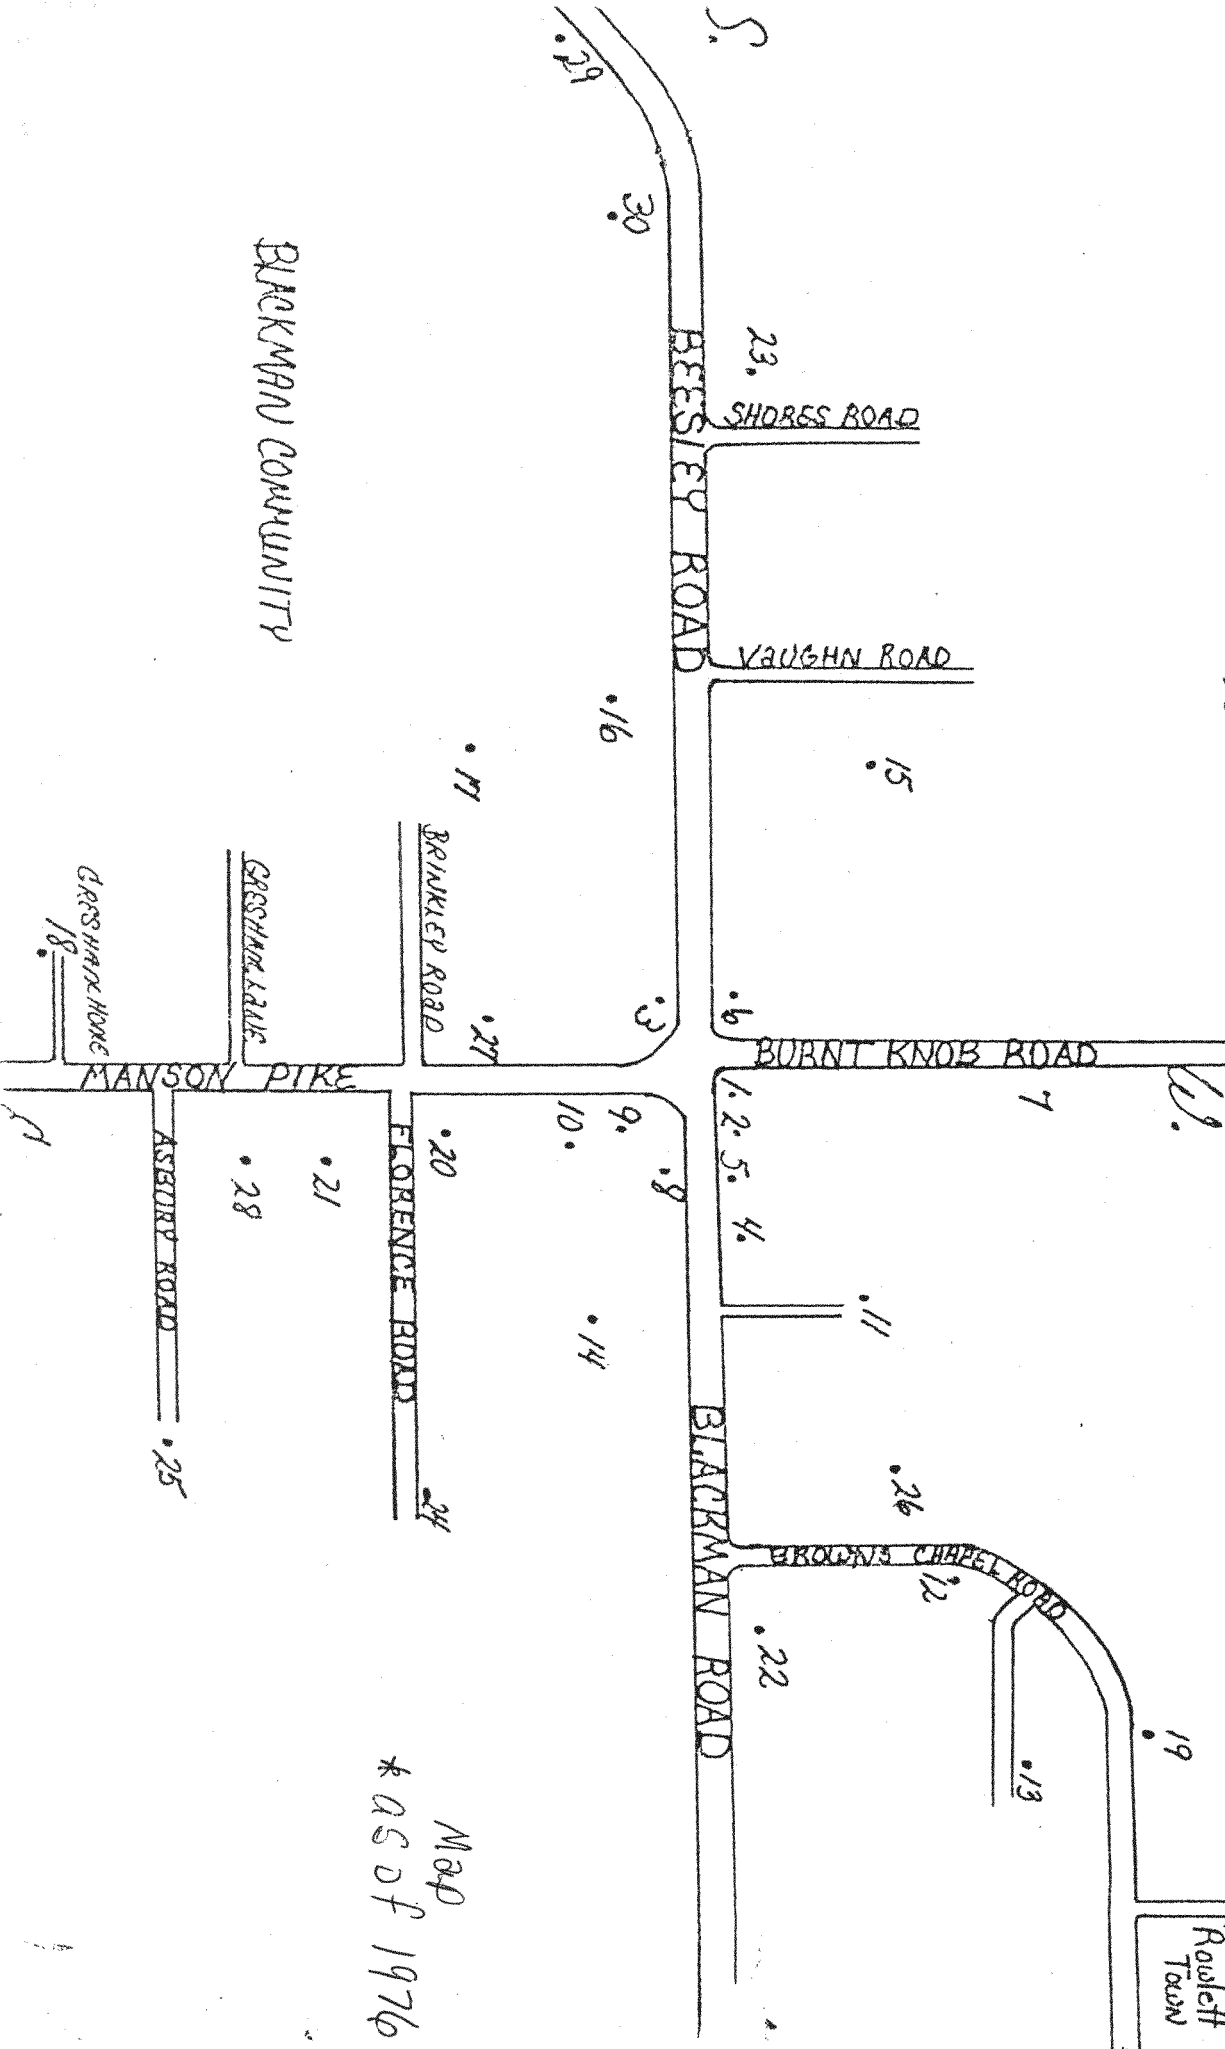 S.
.29
30.
23.
SHORES ROAD
BEESLEY ROAD
VAUGHN ROAD
BLACKMAN COMMUNITY
.16
15.
.17
BRINKLEY ROAD
GRESHAM LANE
GRESHAM HOME
18.
.27
.3
.6
BURNT KNOB ROAD
W.
7
MANSON PIKE
1.
2.
5.
4.
9.
10.
.8
.20
.21
.28
FLORENCE ROAD
ASBURY ROAD
.14
.11
.24
.25
BLACKMAN ROAD
.26
BROWNS CHAPEL ROAD
.12
.22
.13
19.
Rowlett
TOWN
Map
*as of 1976